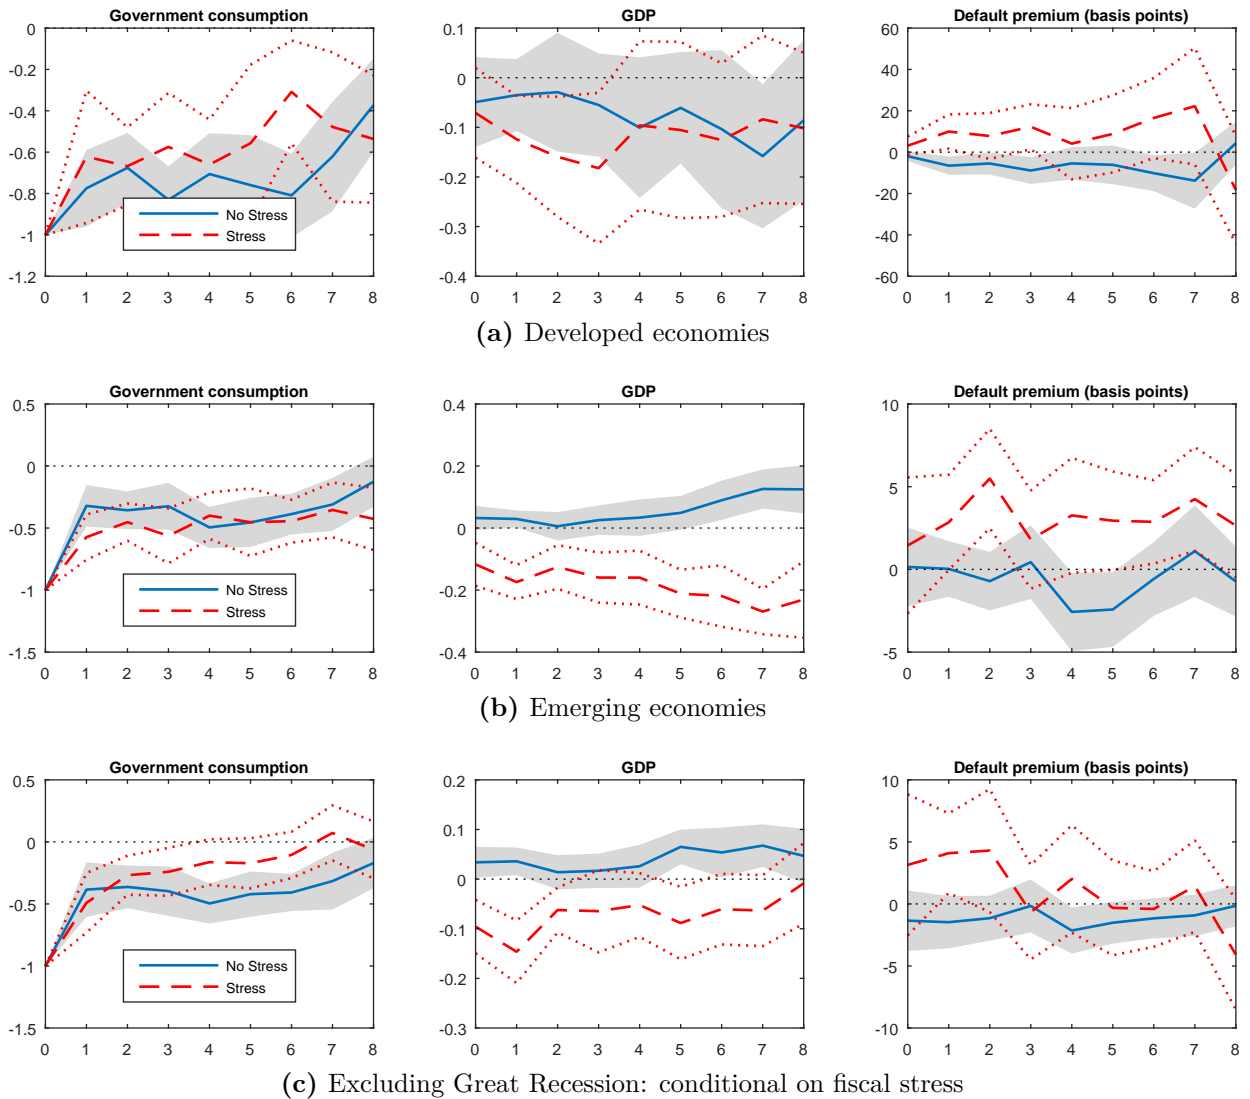 Government consumption
GDP
Default premium (basis points)
0
-0.2
-0.4
-0.6
-0.8
-1
-1.2
No Stress
Stress
0 1 2 3 4 5 6 7 8
0.1
0
-0.1
-0.2
-0.3
-0.4
0 1 2 3 4 5 6 7 8
60
40
20
0
-20
-40
-60
0 1 2 3 4 5 6 7 8
(a) Developed economies
Government consumption
GDP
Default premium (basis points)
0.5
0
-0.5
-1
-1.5
No Stress
Stress
0 1 2 3 4 5 6 7 8
0.4
0.2
0
-0.2
-0.4
0 1 2 3 4 5 6 7 8
10
5
0
-5
0 1 2 3 4 5 6 7 8
(b) Emerging economies
Government consumption
GDP
Default premium (basis points)
0.5
0
-0.5
-1
-1.5
No Stress
Stress
0 1 2 3 4 5 6 7 8
0.2
0.1
0
-0.1
-0.2
-0.3
0 1 2 3 4 5 6 7 8
10
5
0
-5
-10
0 1 2 3 4 5 6 7 8
(c) Excluding Great Recession: conditional on fiscal stress